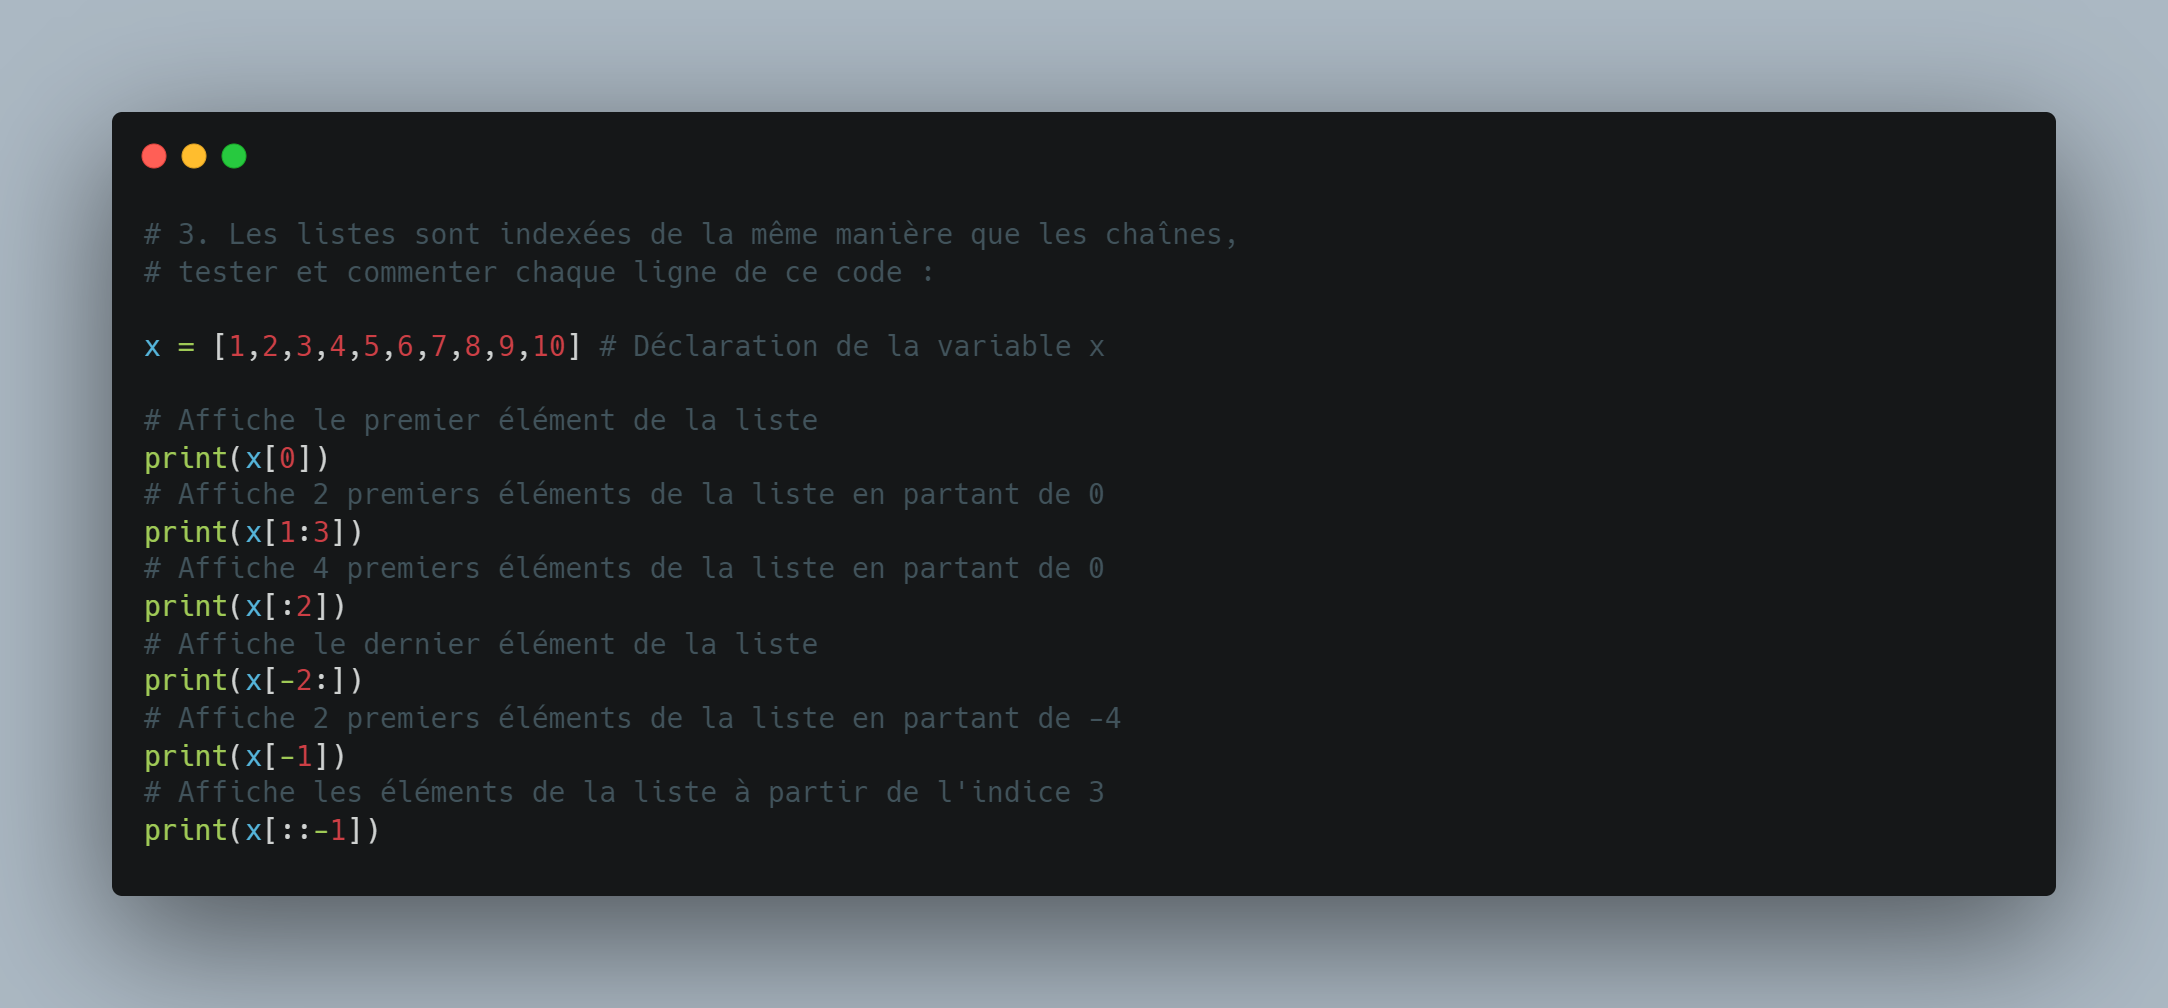 # 3. Les listes sont indexées de la même manière que les chaînes,
# tester et commenter chaque ligne de ce code :
x = [1,2,3,4,5,6,7,8,9,10] # Déclaration de la variable x
# Affiche le premier élément de la liste
print(x[0])
# Affiche 2 premiers éléments de la liste en partant de 0
print(x[1:3])
# Affiche 4 premiers éléments de la liste en partant de 0
print(x[:2])
# Affiche le dernier élément de la liste
print(x[-2:])
# Affiche 2 premiers éléments de la liste en partant de -4
print(x[-1])
# Affiche les éléments de la liste à partir de l'indice 3
print(x[::-1])